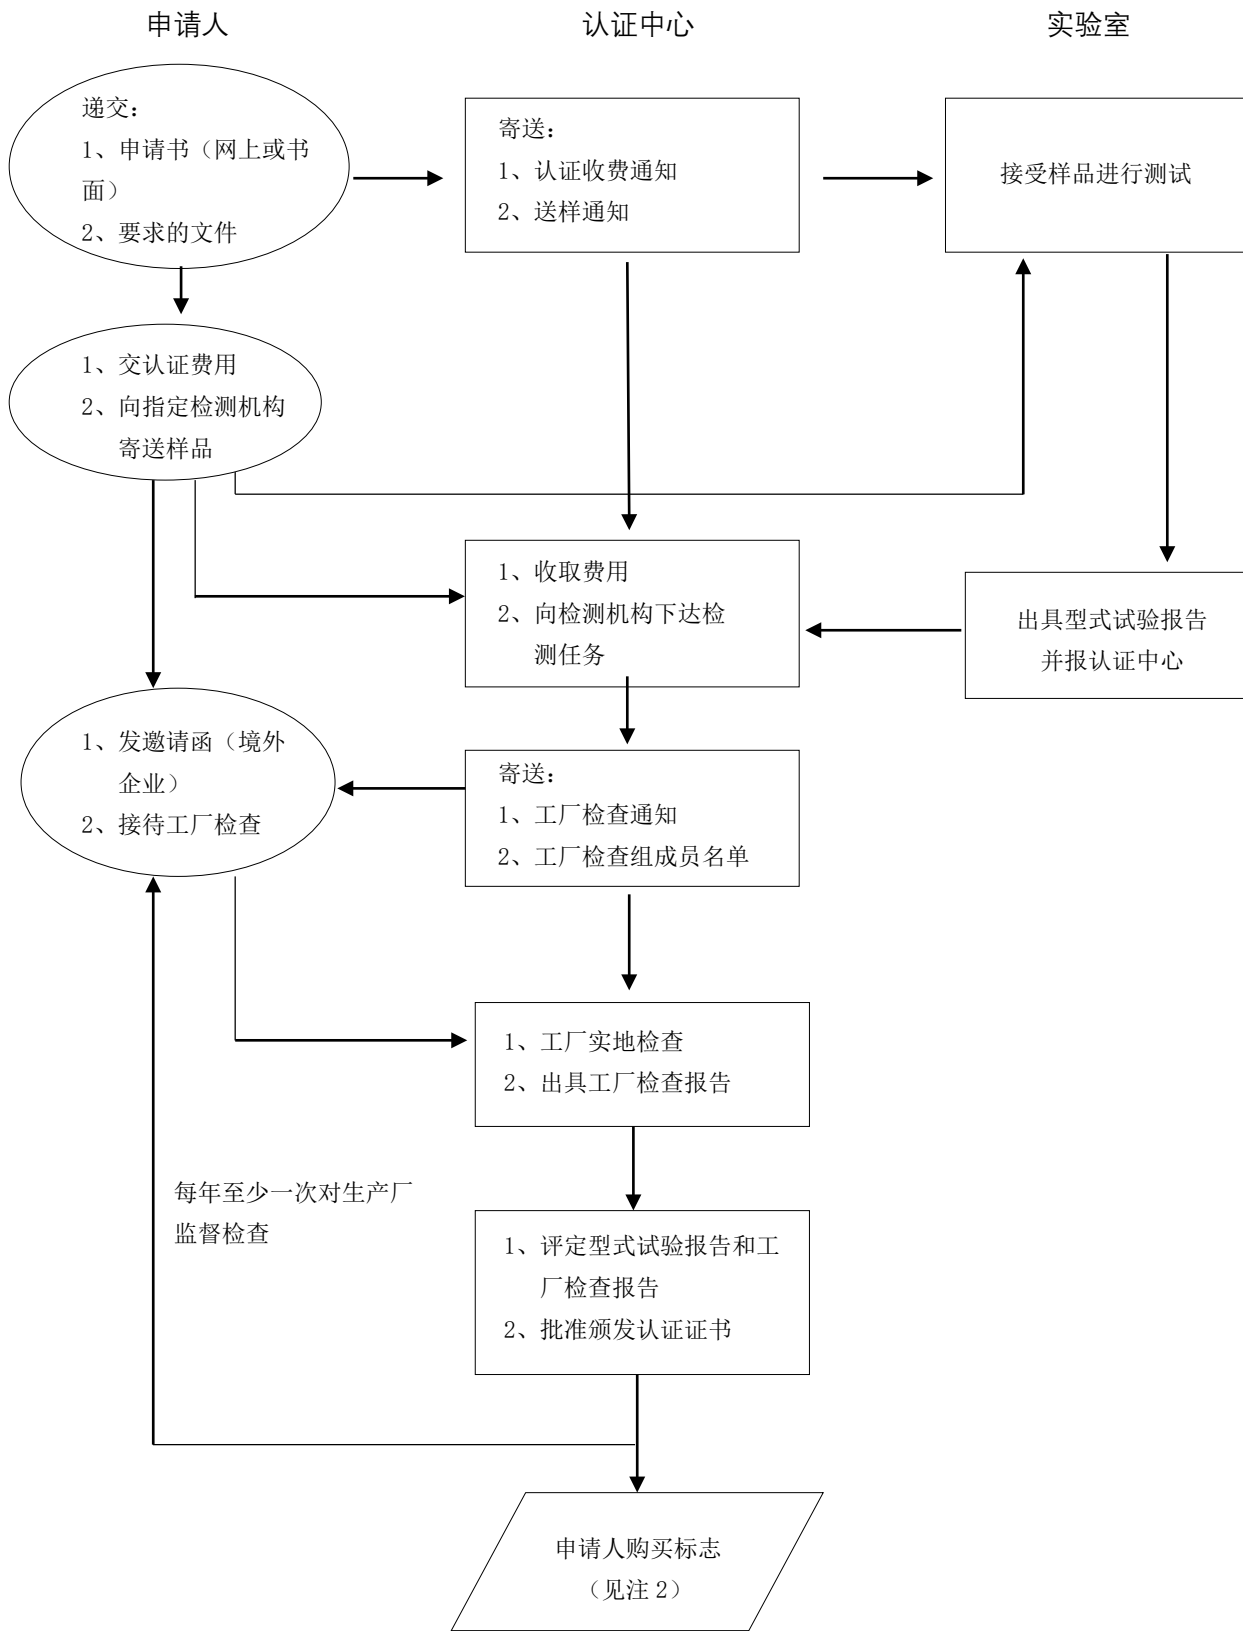 申请人
认证中心
实验室
递交：
1、申请书（网上或书
面）
2、要求的文件
寄送：
1、认证收费通知
2、送样通知
接受样品进行测试
1、交认证费用
2、向指定检测机构
寄送样品
1、收取费用
2、向检测机构下达检
测任务
出具型式试验报告
并报认证中心
1、发邀请函（境外
企业）
2、接待工厂检查
寄送：
1、工厂检查通知
2、工厂检查组成员名单
1、工厂实地检查
2、出具工厂检查报告
每年至少一次对生产厂
监督检查
1、评定型式试验报告和工
厂检查报告
2、批准颁发认证证书
申请人购买标志
（见注 2）